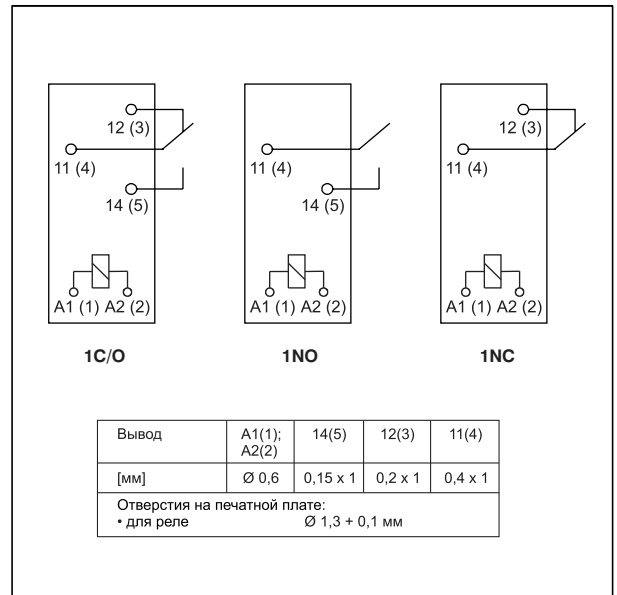 12 (3)
11 (4)
14 (5)
A1 (1) A2 (2)
1C/O
11 (4)
14 (5)
A1 (1) A2 (2)
1NO
12 (3)
11 (4)
A1 (1) A2 (2)
1NC
Вывод A1(1); A2(2) 14(5) 12(3) 11(4)
[мм] Ø 0,6 0,15 x 1 0,2 x 1 0,4 x 1
Отверстия на печатной плате:
• для реле Ø 1,3 + 0,1 мм